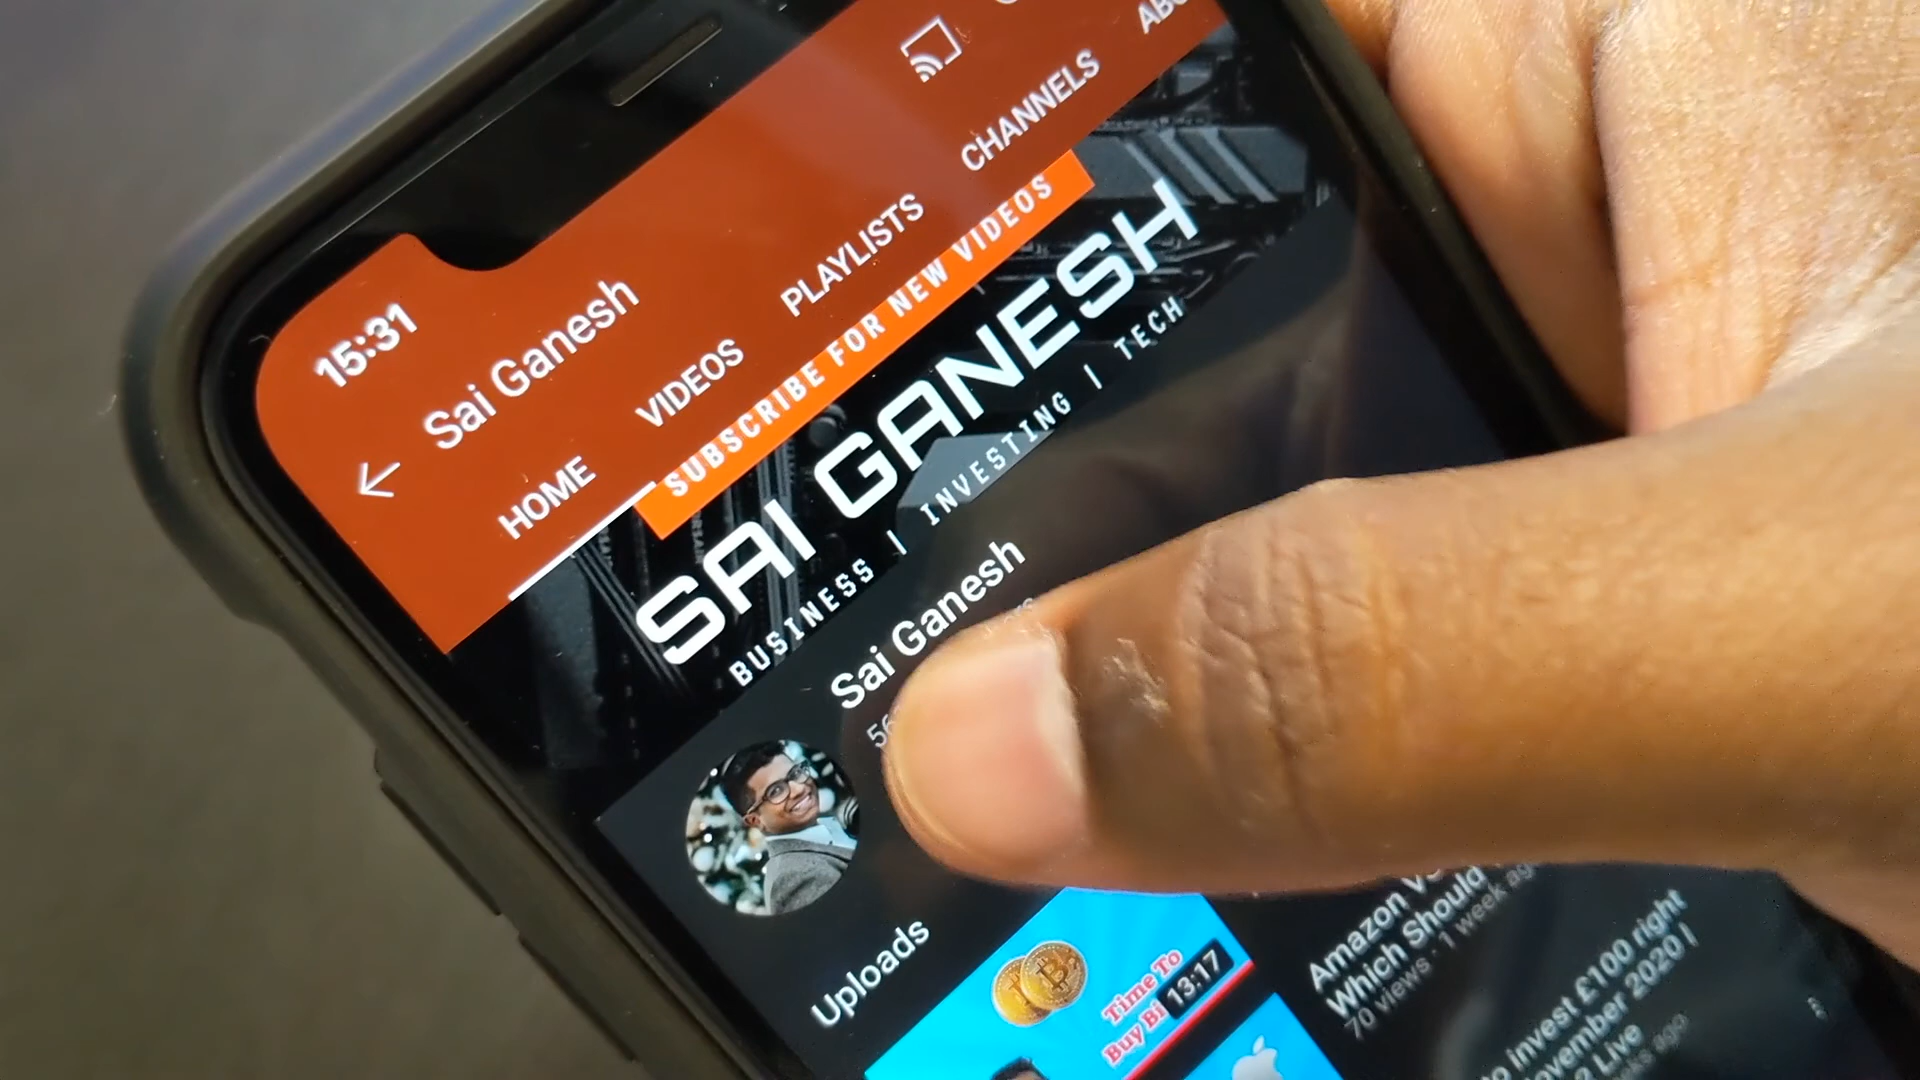 15:31
Sai Ganesh
HOME VIDEOS PLAYLISTS CHANNELS
SUBSCRIBE FOR NEW VIDEOS
SAI GANESH
BUSINESS | INVESTING | TECH
Sai Ganesh
Uploads
Time To
Buy
13:17
Amazon
Which Should
70 views · 1 week
invest £100 right
2020 |
Live
ago